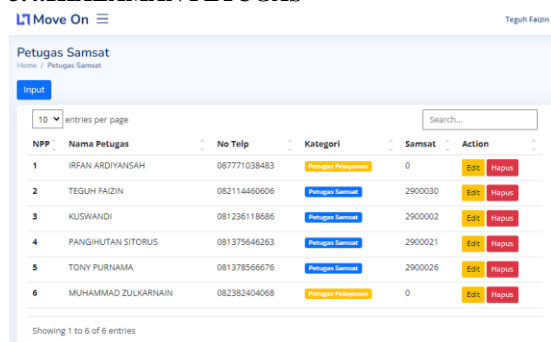 Move On
Teguh Faizin
Petugas Samsat
Home / Petugas Samsat
Input
10 entries per page
Search...
NPP Nama Petugas No Telp Kategori Samsat Action
1 IRFAN ARDIYANSAH 087771038483 Petugas Pelayanan 0 Edit Hapus
2 TEGUH FAIZIN 082114460606 Petugas Samsat 2900030 Edit Hapus
3 KUSWANDI 081236118686 Petugas Samsat 2900002 Edit Hapus
4 PANGIHUTAN SITORUS 081375646263 Petugas Samsat 2900021 Edit Hapus
5 TONY PURNAMA 081378566676 Petugas Samsat 2900026 Edit Hapus
6 MUHAMMAD ZULKARNAIN 082382404068 Petugas Pelayanan 0 Edit Hapus
Showing 1 to 6 of 6 entries